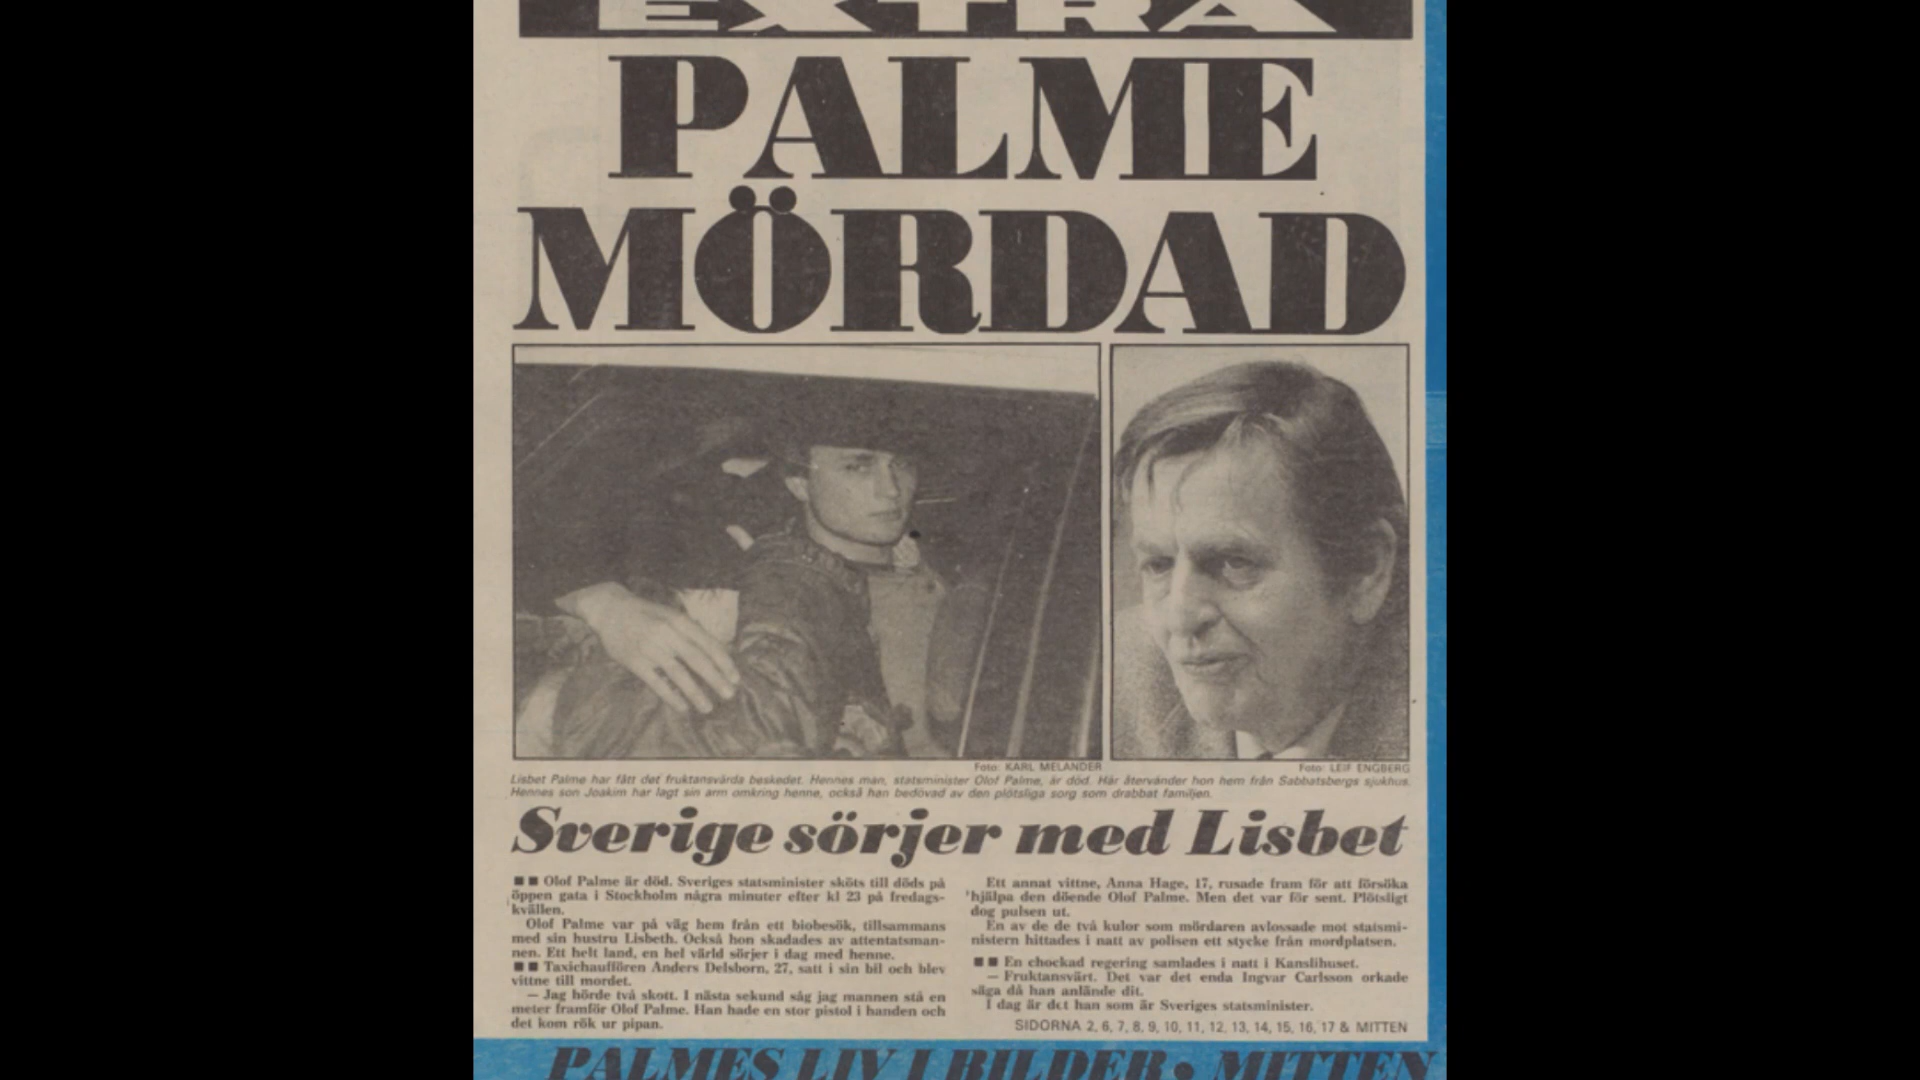 EXTRA
PALME
MÖRDAD
Foto: KARL MELANDER
Foto: LEIF ENGBERG
Lisbet Palme har fått det fruktansvärda beskedet. Hennes man, statsminister Olof Palme, är död. Här återvänder hon hem från Sabbatsbergs sjukhus.
Hennes son Joakim har lagt sin arm omkring henne, också han bedövad av den plötsliga sorg som drabbat familjen.
Sverige sörjer med Lisbet
■■ Olof Palme är död. Sveriges statsminister sköts till döds på
öppen gata i Stockholm några minuter efter kl 23 på fredags-
kvällen.
Olof Palme var på väg hem från ett biobesök, tillsammans
med sin hustru Lisbeth. Också hon skadades av attentatsman-
nen. Ett helt land, en hel värld sörjer i dag med henne.
■■ Taxichauffören Anders Delsborn, 27, satt i sin bil och blev
vittne till mordet.
— Jag hörde två skott. I nästa sekund såg jag mannen stå en
meter framför Olof Palme. Han hade en stor pistol i handen och
det kom rök ur pipan.
Ett annat vittne, Anna Hage, 17, rusade fram för att försöka
hjälpa den döende Olof Palme. Men det var för sent. Plötsligt
dog pulsen ut.
En av de de två kulor som mördaren avlossade mot statsmi-
nistern hittades i natt av polisen ett stycke från mordplatsen.
■■ En chockad regering samlades i natt i Kanslihuset.
— Fruktansvärt. Det var det enda Ingvar Carlsson orkade
säga då han anlände dit.
I dag är det han som är Sveriges statsminister.
SIDORNA 2, 6, 7, 8, 9, 10, 11, 12, 13, 14, 15, 16, 17 & MITTEN
PALMES LIV I BILDER • MITTEN